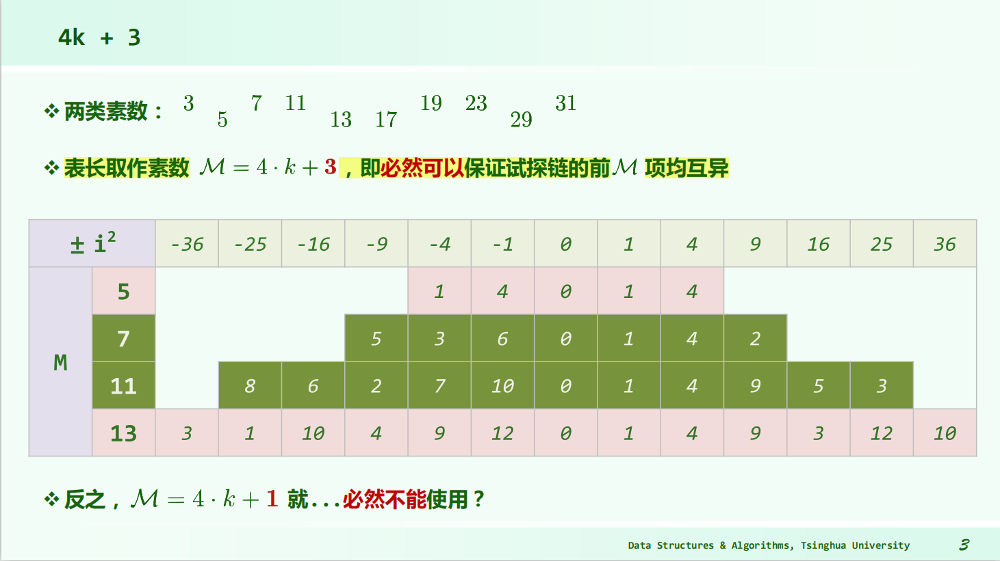 4k + 3
❖ 两类素数： 3 5 7 11 13 17 19 23 29 31
❖ 表长取作素数 M = 4 · k + 3，即必然可以保证试探链的前 M 项均互异
± i² -36 -25 -16 -9 -4 -1 0 1 4 9 16 25 36
5 1 4 0 1 4
7 5 3 6 0 1 4 2
M
11 8 6 2 7 10 0 1 4 9 5 3
13 3 1 10 4 9 12 0 1 4 9 3 12 10
❖ 反之，M = 4 · k + 1 就...必然不能使用？
Data Structures & Algorithms, Tsinghua University 3